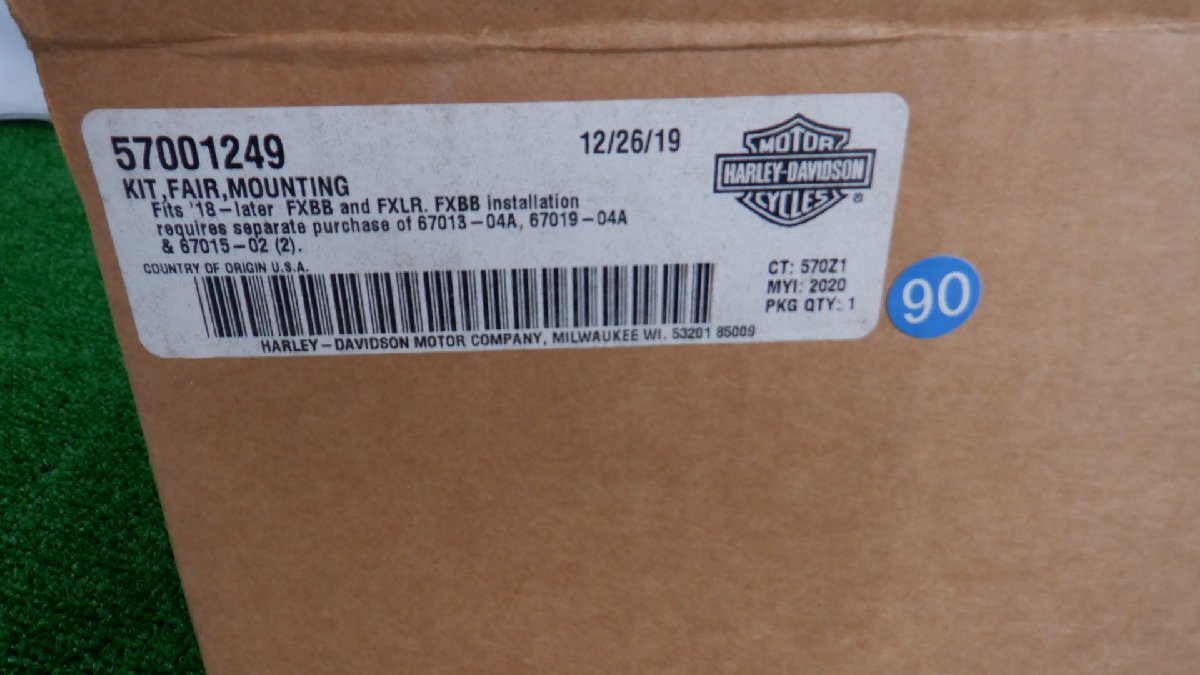 57001249
12/26/19
KIT,FAIR,MOUNTING
Fits '18-later FXBB and FXLR. FXBB installation
requires separate purchase of 67013-04A, 67019-04A
& 67015-02 (2).
COUNTRY OF ORIGIN U.S.A.
MOTOR
HARLEY-DAVIDSON
CYCLES
®
CT: 570Z1
MYI: 2020
PKG QTY: 1
HARLEY-DAVIDSON MOTOR COMPANY, MILWAUKEE WI. 53201 85009
90